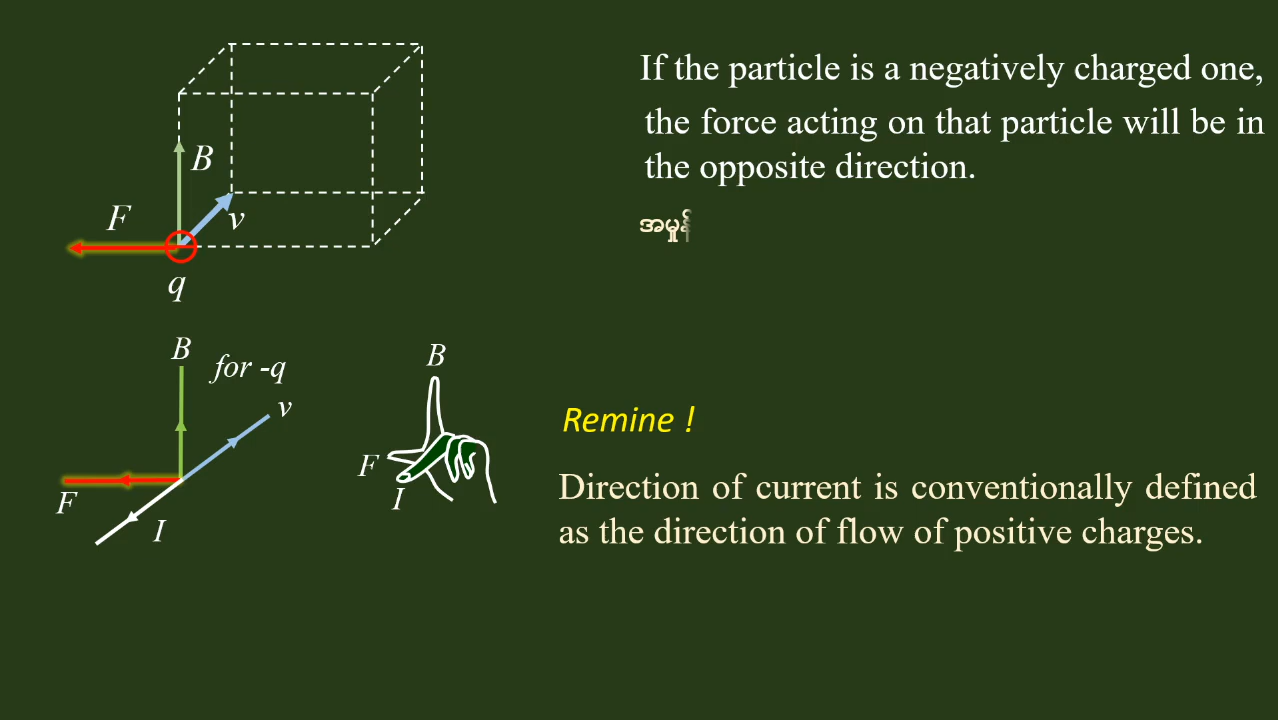 If the particle is a negatively charged one,
the force acting on that particle will be in
the opposite direction.
B
F
v
q
B
for -q
v
F
I
B
F
I
Remine !
Direction of current is conventionally defined
as the direction of flow of positive charges.